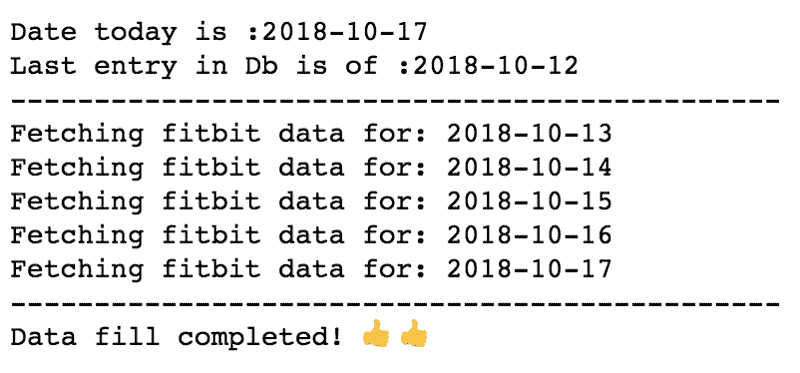 Date today is :2018-10-17
Last entry in Db is of :2018-10-12
----------------------------------------------
Fetching fitbit data for: 2018-10-13
Fetching fitbit data for: 2018-10-14
Fetching fitbit data for: 2018-10-15
Fetching fitbit data for: 2018-10-16
Fetching fitbit data for: 2018-10-17
----------------------------------------------
Data fill completed! 👍👍